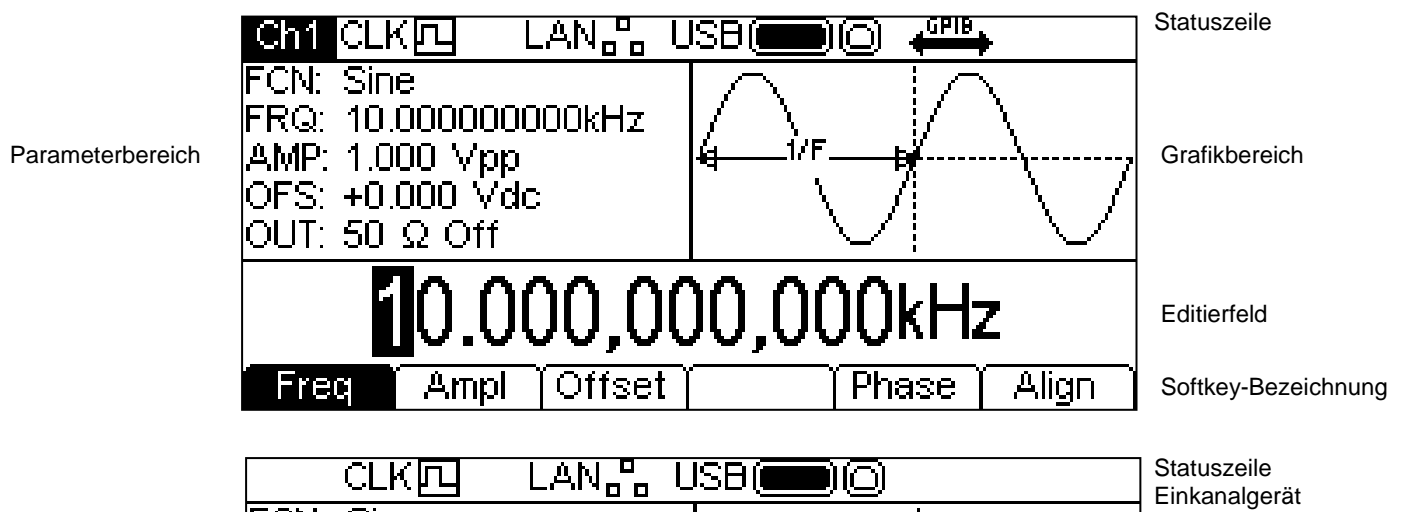 Ch1 CLK LAN USB GPIB
Statuszeile
Parameterbereich
FCN: Sine
FRQ: 10.000000000kHz
AMP: 1.000 Vpp
OFS: +0.000 Vdc
OUT: 50 Ω Off
1/F
Grafikbereich
10.000,000,000kHz
Editierfeld
Freq Ampl Offset Phase Align
Softkey-Bezeichnung
CLK LAN USB
Statuszeile
Einkanalgerät